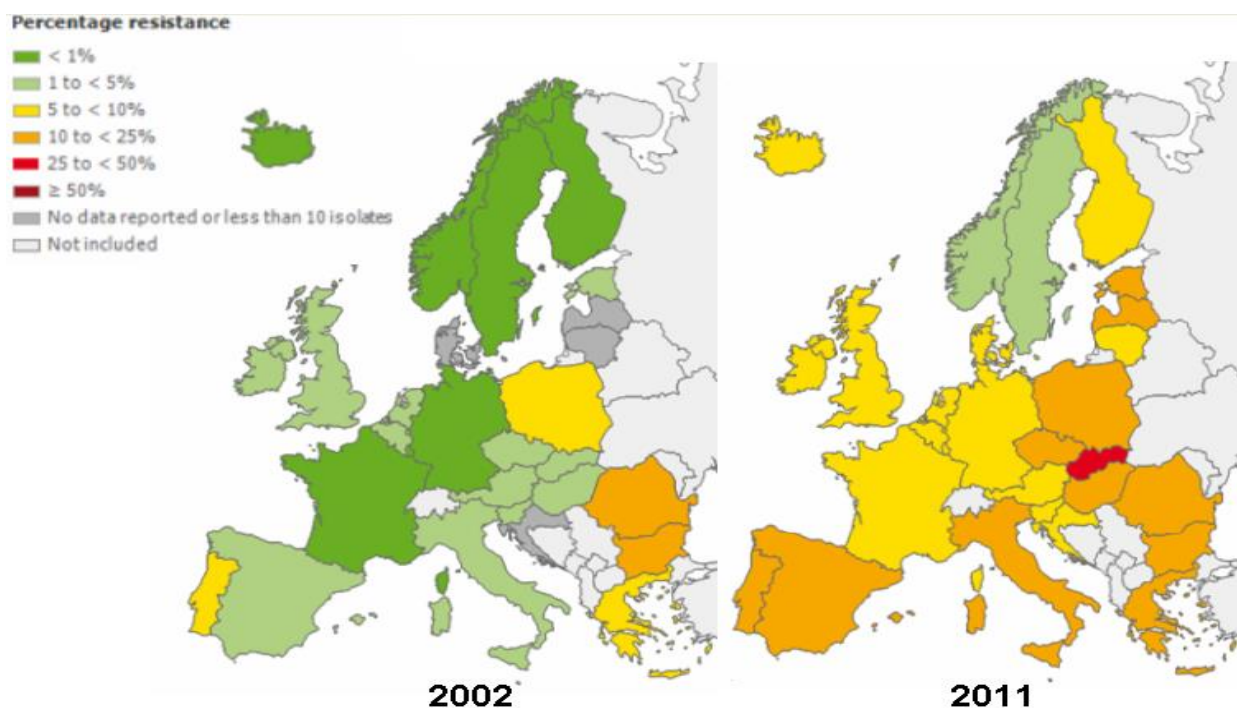 Percentage resistance
< 1%
1 to < 5%
5 to < 10%
10 to < 25%
25 to < 50%
≥ 50%
No data reported or less than 10 isolates
Not included
2002
2011